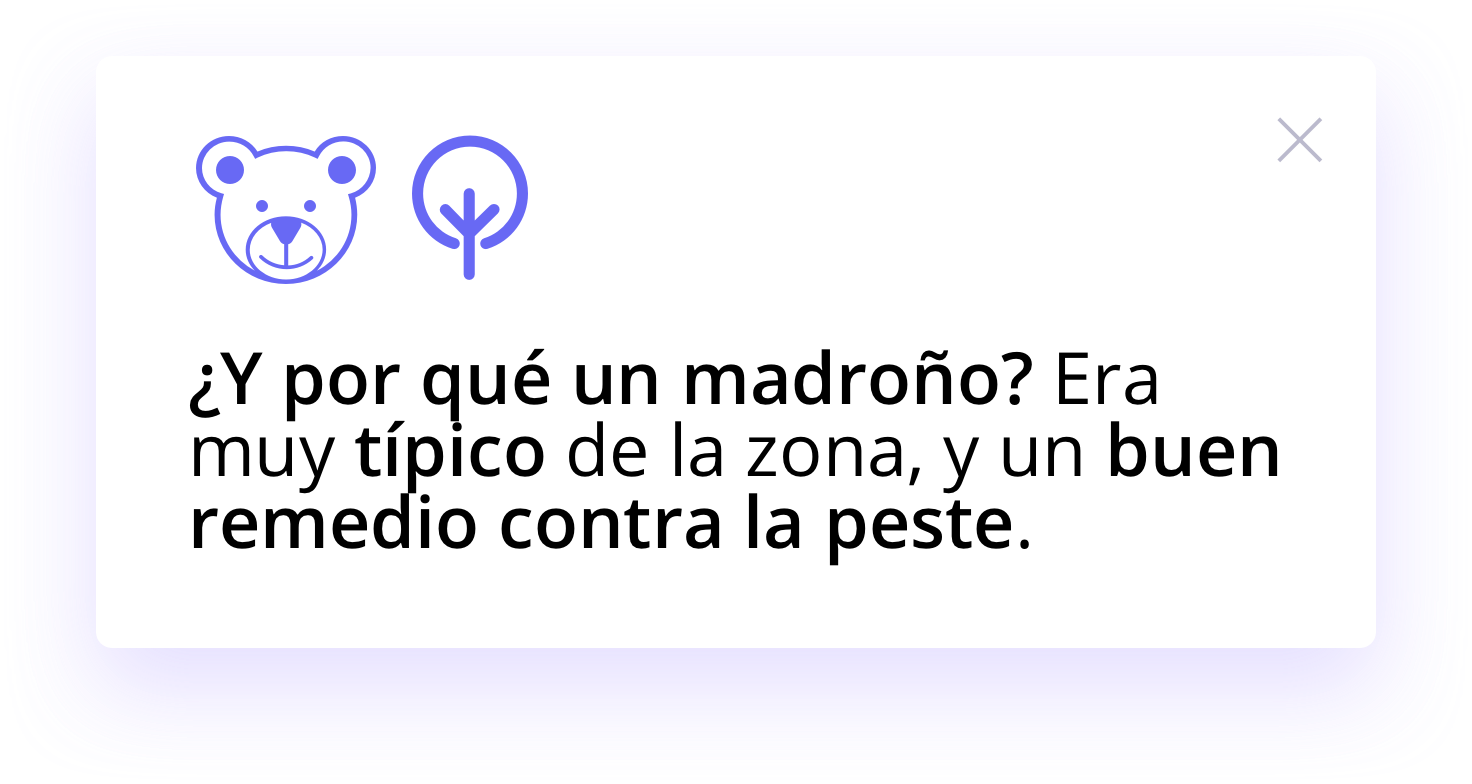 ¿Y por qué un madroño? Era
muy típico de la zona, y un buen
remedio contra la peste.